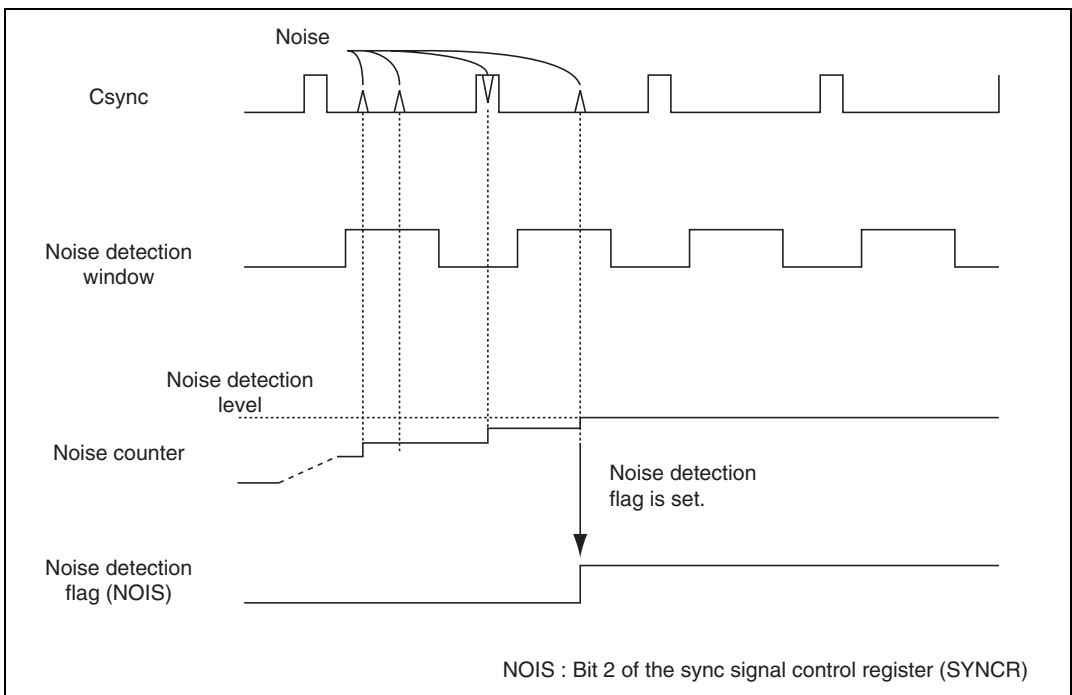 Noise
Csync
Noise detection
window
Noise detection
level
Noise counter
Noise detection
flag is set.
Noise detection
flag (NOIS)
NOIS : Bit 2 of the sync signal control register (SYNCR)